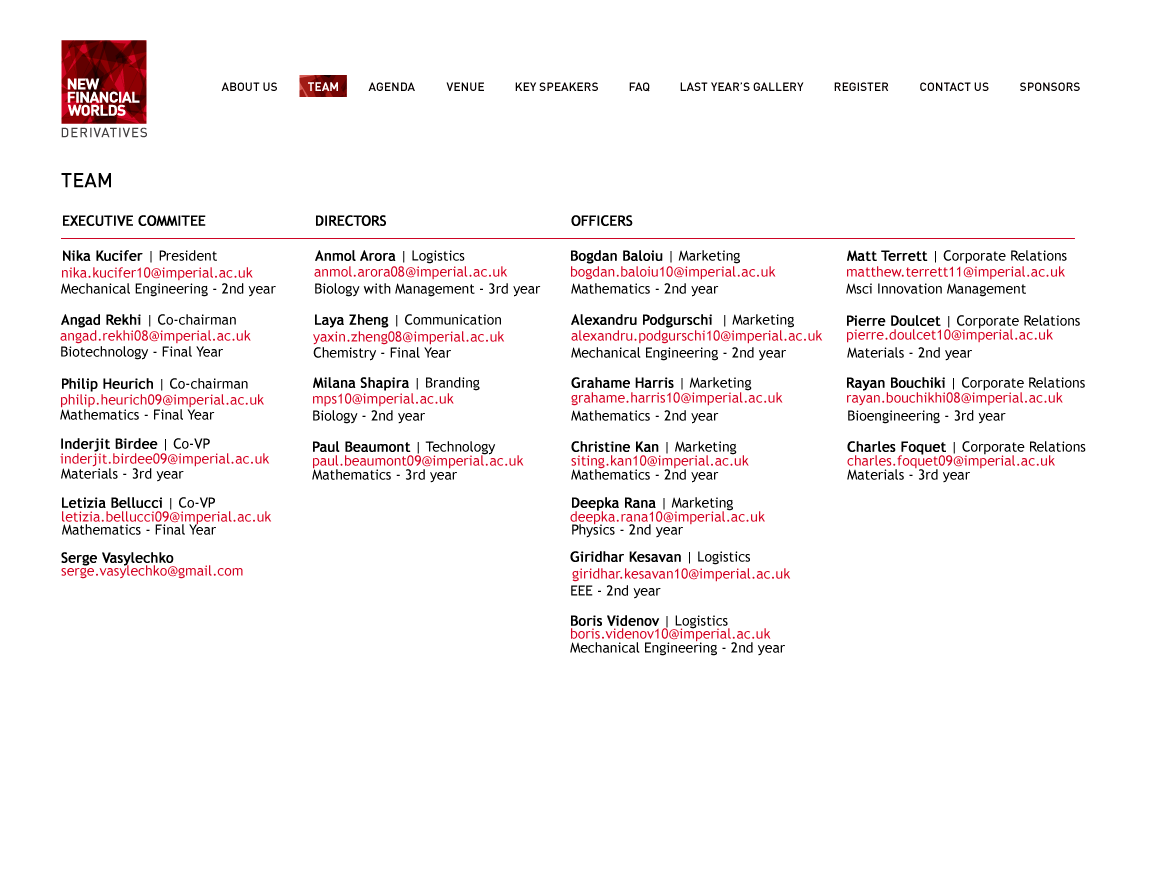 NEW
FINANCIAL
WORLDS
DERIVATIVES
ABOUT US TEAM AGENDA VENUE KEY SPEAKERS FAQ LAST YEAR'S GALLERY REGISTER CONTACT US SPONSORS
TEAM
EXECUTIVE COMMITEE
Nika Kucifer | President
nika.kucifer10@imperial.ac.uk
Mechanical Engineering - 2nd year
Angad Rekhi | Co-chairman
angad.rekhi08@imperial.ac.uk
Biotechnology - Final Year
Philip Heurich | Co-chairman
philip.heurich09@imperial.ac.uk
Mathematics - Final Year
Inderjit Birdee | Co-VP
inderjit.birdee09@imperial.ac.uk
Materials - 3rd year
Letizia Bellucci | Co-VP
letizia.bellucci09@imperial.ac.uk
Mathematics - Final Year
Serge Vasylechko
serge.vasylechko@gmail.com
DIRECTORS
Anmol Arora | Logistics
anmol.arora08@imperial.ac.uk
Biology with Management - 3rd year
Laya Zheng | Communication
yaxin.zheng08@imperial.ac.uk
Chemistry - Final Year
Milana Shapira | Branding
mps10@imperial.ac.uk
Biology - 2nd year
Paul Beaumont | Technology
paul.beaumont09@imperial.ac.uk
Mathematics - 3rd year
OFFICERS
Bogdan Baloiu | Marketing
bogdan.baloiu10@imperial.ac.uk
Mathematics - 2nd year
Alexandru Podgurschi | Marketing
alexandru.podgurschi10@imperial.ac.uk
Mechanical Engineering - 2nd year
Grahame Harris | Marketing
grahame.harris10@imperial.ac.uk
Mathematics - 2nd year
Christine Kan | Marketing
siting.kan10@imperial.ac.uk
Mathematics - 2nd year
Deepka Rana | Marketing
deepka.rana10@imperial.ac.uk
Physics - 2nd year
Giridhar Kesavan | Logistics
giridhar.kesavan10@imperial.ac.uk
EEE - 2nd year
Boris Videnov | Logistics
boris.videnov10@imperial.ac.uk
Mechanical Engineering - 2nd year
Matt Terrett | Corporate Relations
matthew.terrett11@imperial.ac.uk
Msci Innovation Management
Pierre Doulcet | Corporate Relations
pierre.doulcet10@imperial.ac.uk
Materials - 2nd year
Rayan Bouchiki | Corporate Relations
rayan.bouchikhi08@imperial.ac.uk
Bioengineering - 3rd year
Charles Foquet | Corporate Relations
charles.foquet09@imperial.ac.uk
Materials - 3rd year